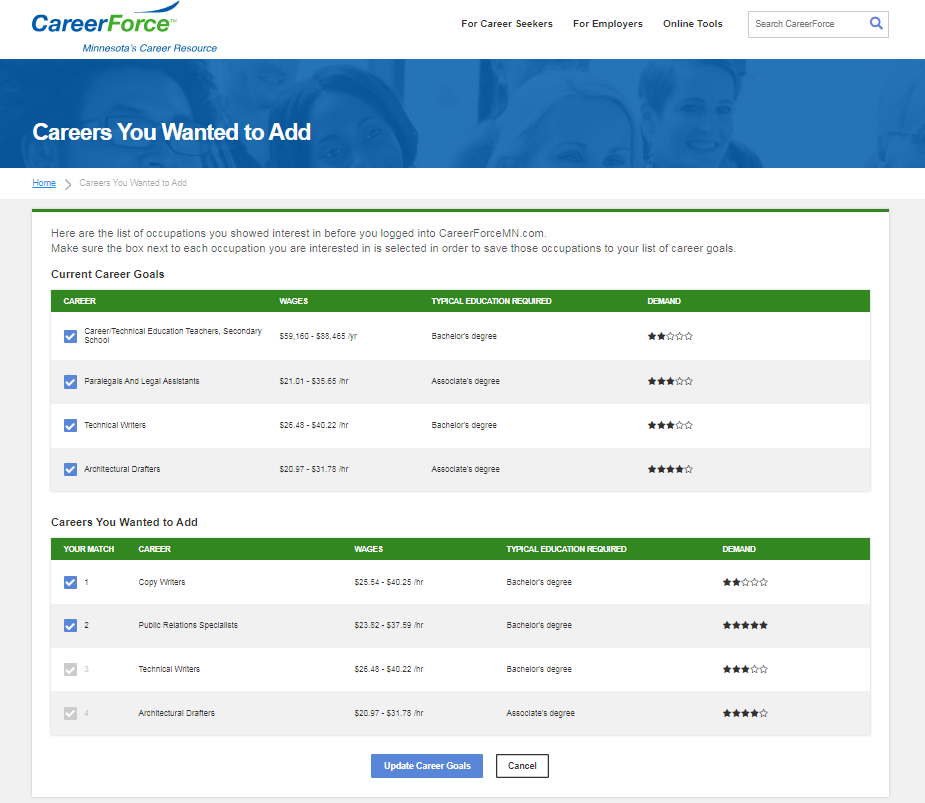 CareerForce™
Minnesota's Career Resource
For Career Seekers For Employers Online Tools Search CareerForce
Careers You Wanted to Add
Home Careers You Wanted to Add
Here are the list of occupations you showed interest in before you logged into CareerForceMN.com.
Make sure the box next to each occupation you are interested in is selected in order to save those occupations to your list of career goals.
Current Career Goals
CAREER WAGES TYPICAL EDUCATION REQUIRED DEMAND
Career/Technical Education Teachers, Secondary
School $59,160 - $88,465 /yr Bachelor's degree ★★☆☆☆
Paralegals And Legal Assistants $21.01 - $35.65 /hr Associate's degree ★★★☆☆
Technical Writers $26.48 - $40.22 /hr Bachelor's degree ★★★☆☆
Architectural Drafters $20.97 - $31.78 /hr Associate's degree ★★★★☆
Careers You Wanted to Add
YOUR MATCH CAREER WAGES TYPICAL EDUCATION REQUIRED DEMAND
1 Copy Writers $25.54 - $40.25 /hr Bachelor's degree ★★☆☆☆
2 Public Relations Specialists $23.82 - $37.59 /hr Bachelor's degree ★★★★★
3 Technical Writers $26.48 - $40.22 /hr Bachelor's degree ★★★☆☆
4 Architectural Drafters $20.97 - $31.78 /hr Associate's degree ★★★★☆
Update Career Goals Cancel